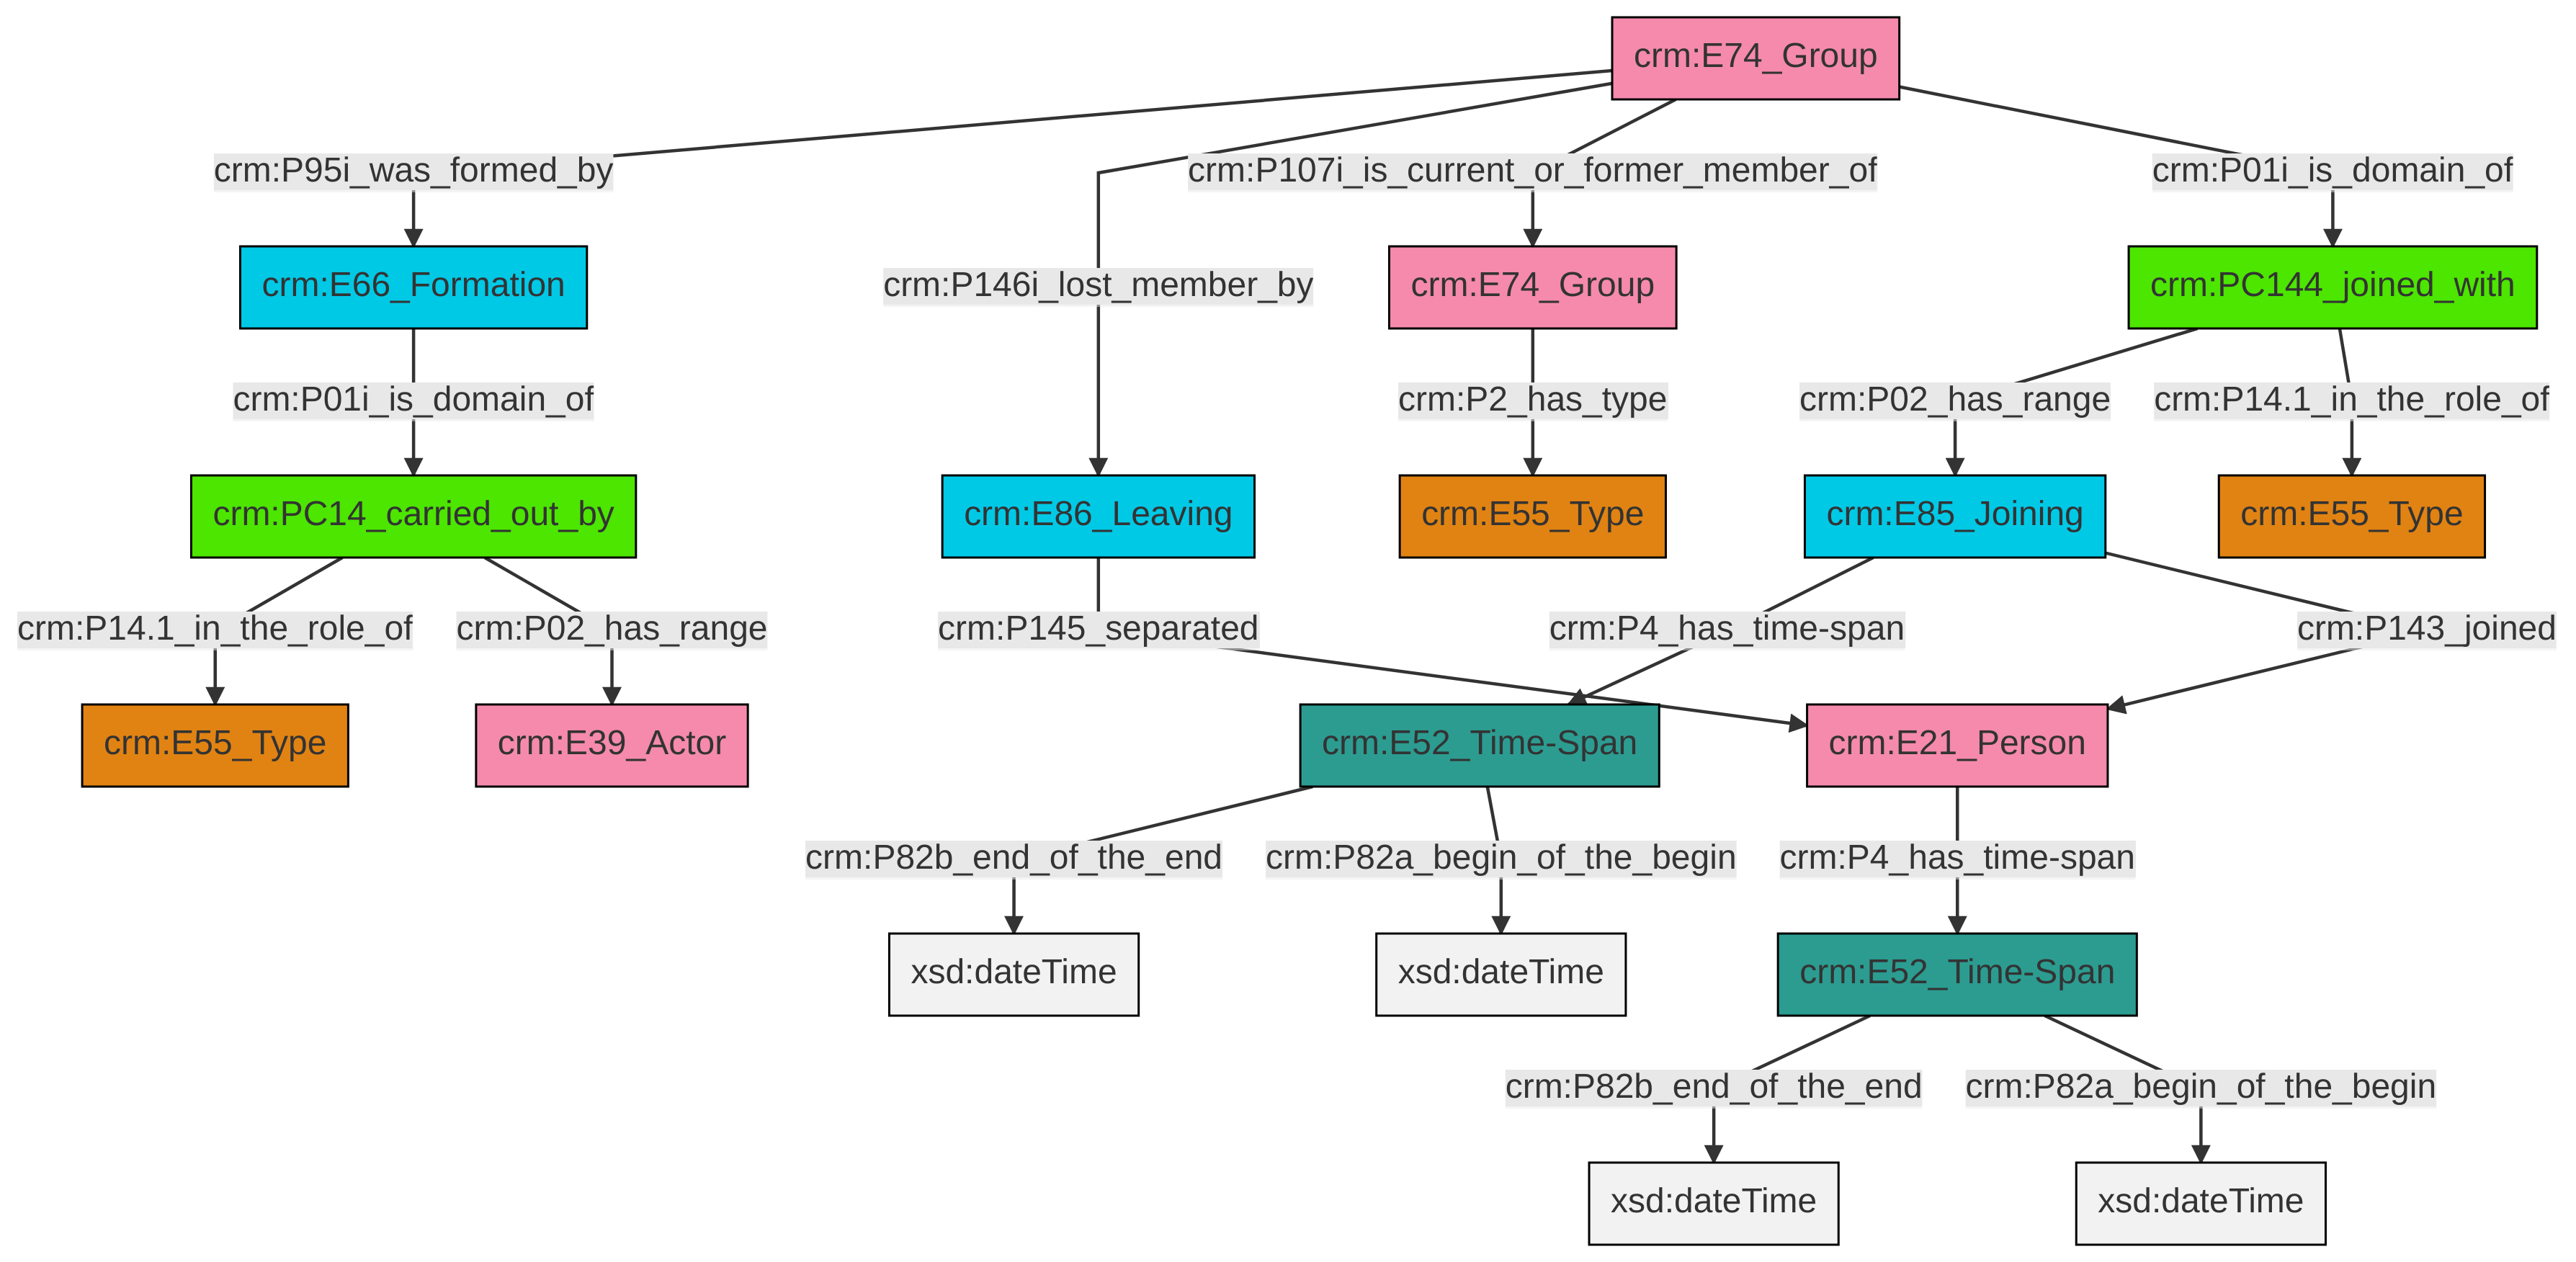 crm:E74_Group
crm:P95i_was_formed_by
crm:P107i_is_current_or_former_member_of
crm:P01i_is_domain_of
crm:E66_Formation
crm:P146i_lost_member_by
crm:E74_Group
crm:PC144_joined_with
crm:P01i_is_domain_of
crm:P2_has_type
crm:P02_has_range
crm:P14.1_in_the_role_of
crm:PC14_carried_out_by
crm:E86_Leaving
crm:E55_Type
crm:E85_Joining
crm:E55_Type
crm:P14.1_in_the_role_of
crm:P02_has_range
crm:P145_separated
crm:P4_has_time-span
crm:P143_joined
crm:E55_Type
crm:E39_Actor
crm:E52_Time-Span
crm:E21_Person
crm:P82b_end_of_the_end
crm:P82a_begin_of_the_begin
crm:P4_has_time-span
xsd:dateTime
xsd:dateTime
crm:E52_Time-Span
crm:P82b_end_of_the_end
crm:P82a_begin_of_the_begin
xsd:dateTime
xsd:dateTime